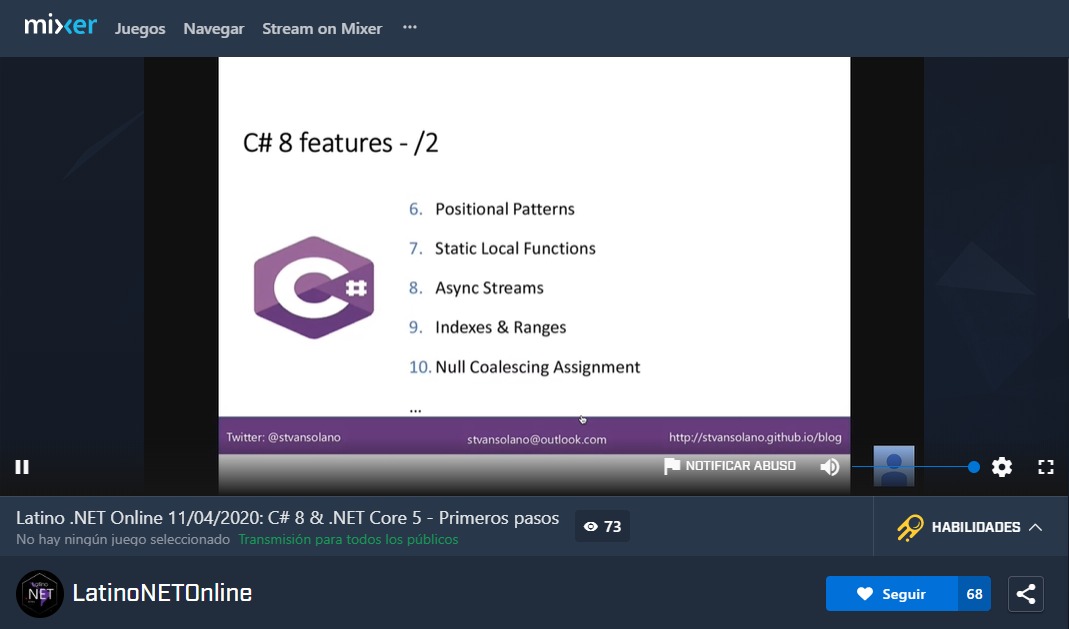 mixer Juegos Navegar Stream on Mixer ...
C# 8 features - /2
6. Positional Patterns
7. Static Local Functions
8. Async Streams
9. Indexes & Ranges
10. Null Coalescing Assignment
...
Twitter: @stvansolano stvansolano@outlook.com http://stvansolano.github.io/blog
NOTIFICAR ABUSO
Latino .NET Online 11/04/2020: C# 8 & .NET Core 5 - Primeros pasos 73
No hay ningún juego seleccionado Transmisión para todos los públicos
HABILIDADES
Latino
.NET
LatinoNETOnline
Seguir 68